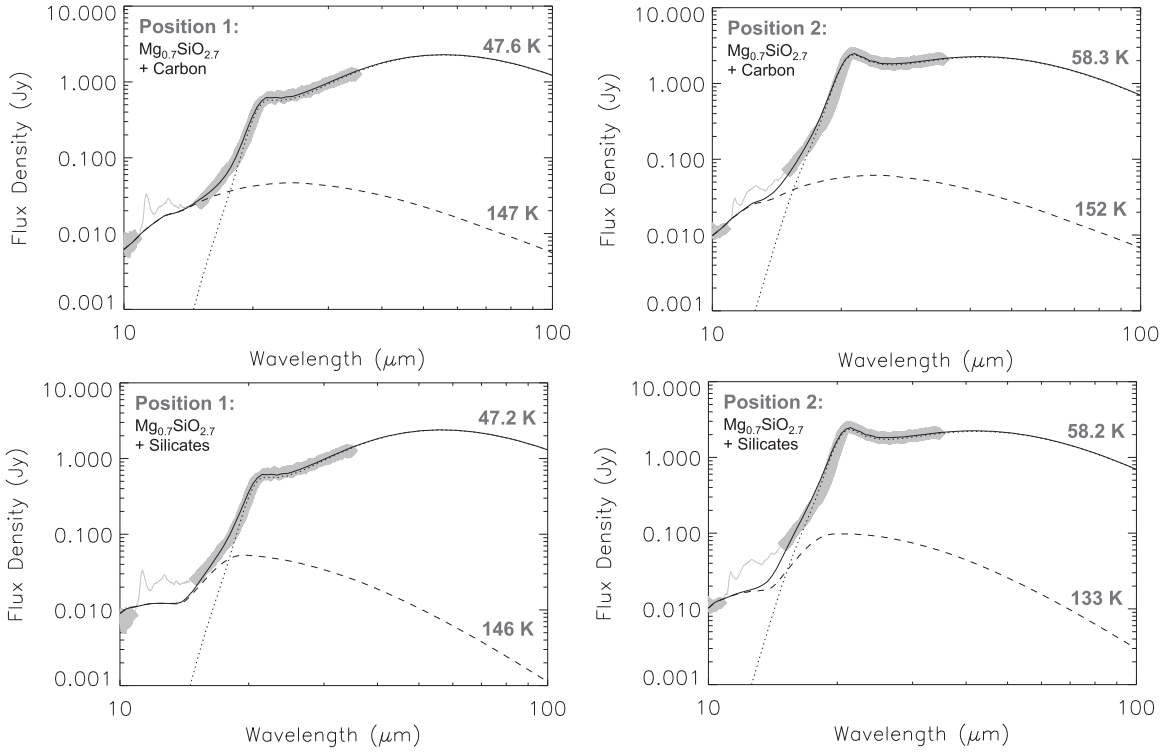 Position 1:
Mg0.7SiO2.7
+ Carbon
47.6 K
147 K
10.000
1.000
0.100
0.010
0.001
Flux Density (Jy)
10
100
Wavelength (μm)
Position 2:
Mg0.7SiO2.7
+ Carbon
58.3 K
152 K
10.000
1.000
0.100
0.010
0.001
Flux Density (Jy)
10
100
Wavelength (μm)
Position 1:
Mg0.7SiO2.7
+ Silicates
47.2 K
146 K
10.000
1.000
0.100
0.010
0.001
Flux Density (Jy)
10
100
Wavelength (μm)
Position 2:
Mg0.7SiO2.7
+ Silicates
58.2 K
133 K
10.000
1.000
0.100
0.010
0.001
Flux Density (Jy)
10
100
Wavelength (μm)